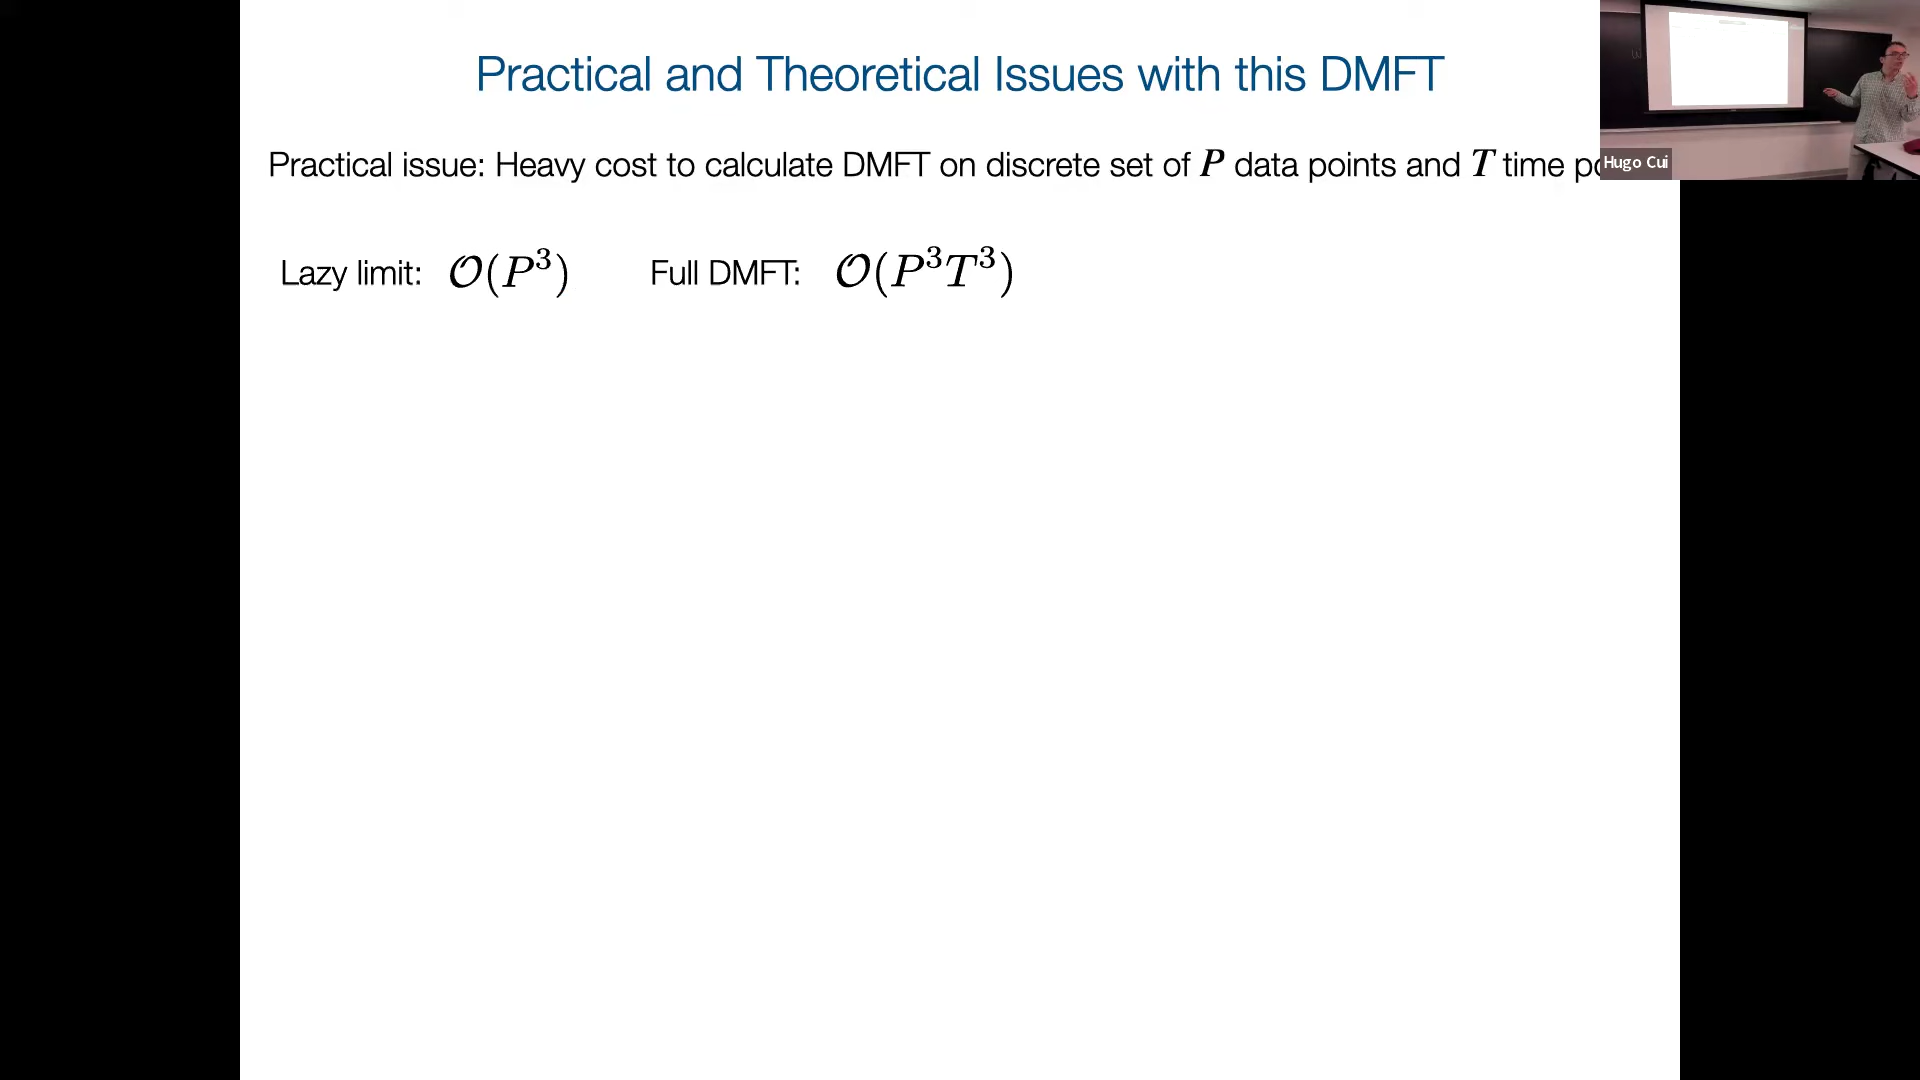 Practical and Theoretical Issues with this DMFT
Practical issue: Heavy cost to calculate DMFT on discrete set of P data points and T time
Hugo Cui
Lazy limit: 𝒪(P³) Full DMFT: 𝒪(P³T³)